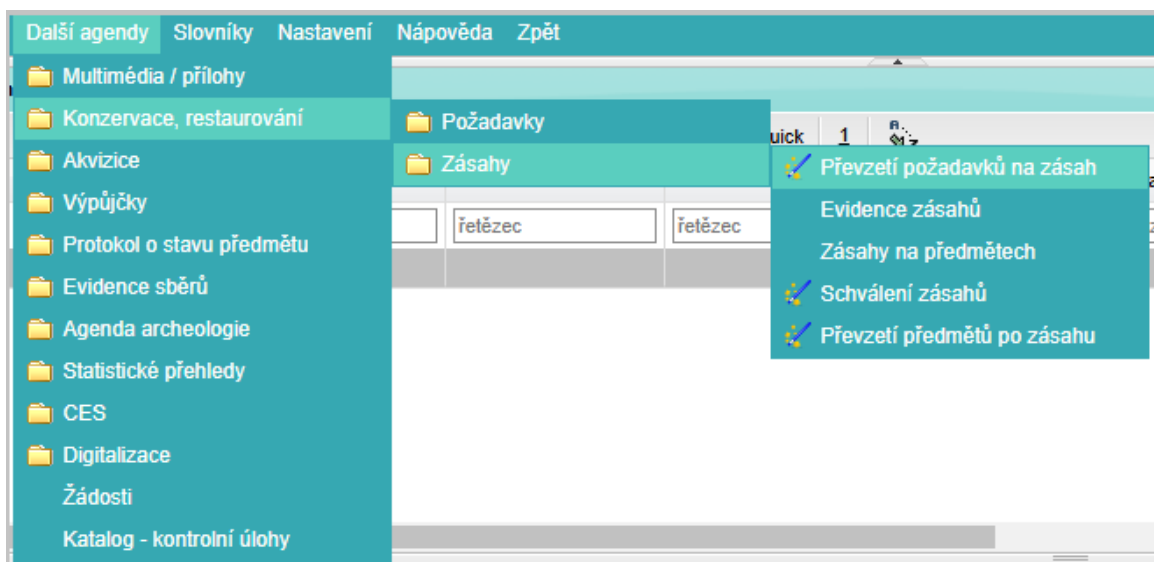 Další agendy Slovníky Nastavení Nápověda Zpět
Multimédia / přílohy
Konzervace, restaurování
Akvizice
Výpůjčky
Protokol o stavu předmětu
Evidence sběrů
Agenda archeologie
Statistické přehledy
CES
Digitalizace
Žádosti
Katalog - kontrolní úlohy
Požadavky
Zásahy
1
řetězec řetězec
Převzetí požadavků na zásah
Evidence zásahů
Zásahy na předmětech
Schválení zásahů
Převzetí předmětů po zásahu